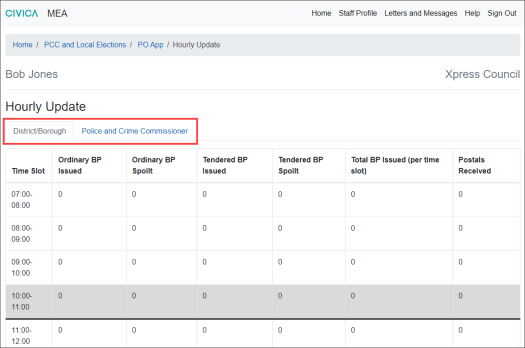 CIVICA MEA Home Staff Profile Letters and Messages Help Sign Out
Home / PCC and Local Elections / PO App / Hourly Update
Bob Jones Xpress Council
Hourly Update
District/Borough Police and Crime Commissioner
Time Slot Ordinary BP Issued Ordinary BP Spoilt Tendered BP Issued Tendered BP Spoilt Total BP Issued (per time slot) Postals Received
07:00-08:00 0 0 0 0 0 0
08:00-09:00 0 0 0 0 0 0
09:00-10:00 0 0 0 0 0 0
10:00-11:00 0 0 0 0 0 0
11:00-12:00 0 0 0 0 0 0